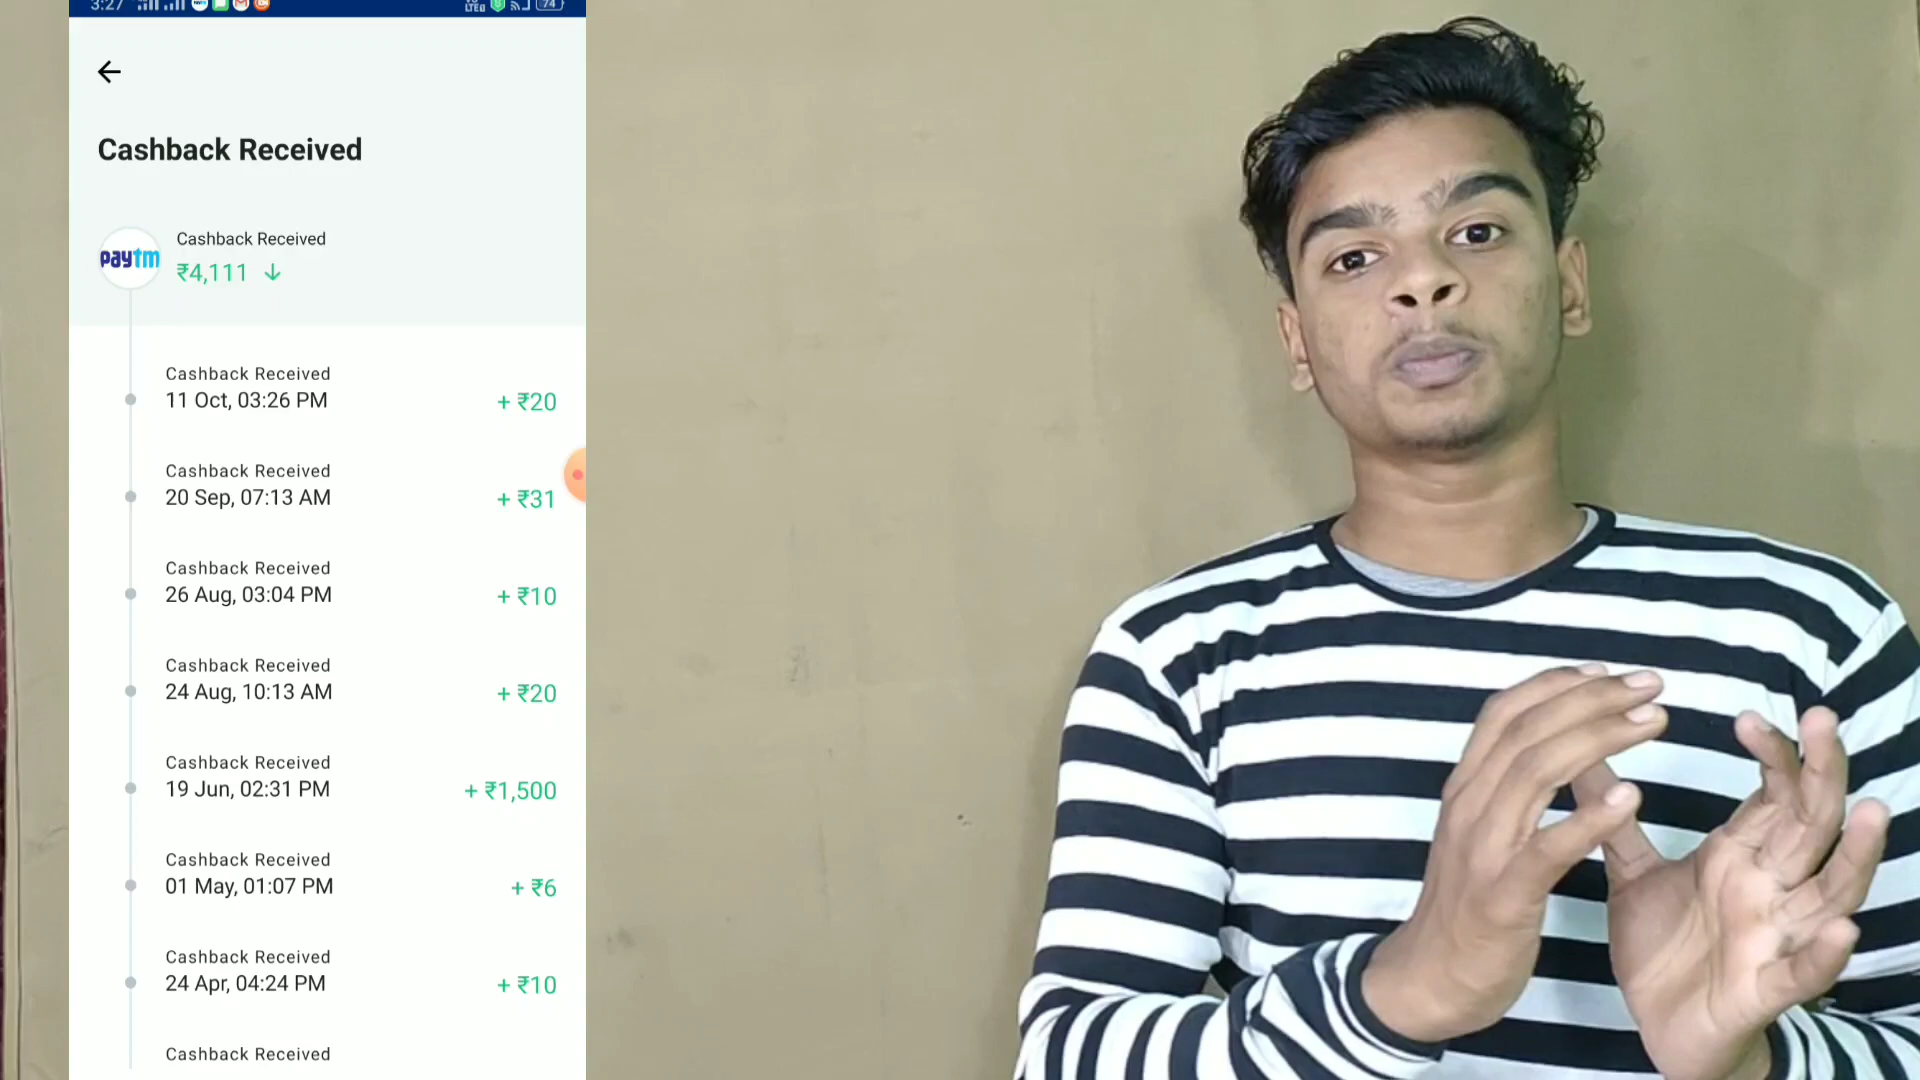 3:27
74
Cashback Received
paytm
Cashback Received
₹4,111
Cashback Received
11 Oct, 03:26 PM
+ ₹20
Cashback Received
20 Sep, 07:13 AM
+ ₹31
Cashback Received
26 Aug, 03:04 PM
+ ₹10
Cashback Received
24 Aug, 10:13 AM
+ ₹20
Cashback Received
19 Jun, 02:31 PM
+ ₹1,500
Cashback Received
01 May, 01:07 PM
+ ₹6
Cashback Received
24 Apr, 04:24 PM
+ ₹10
Cashback Received